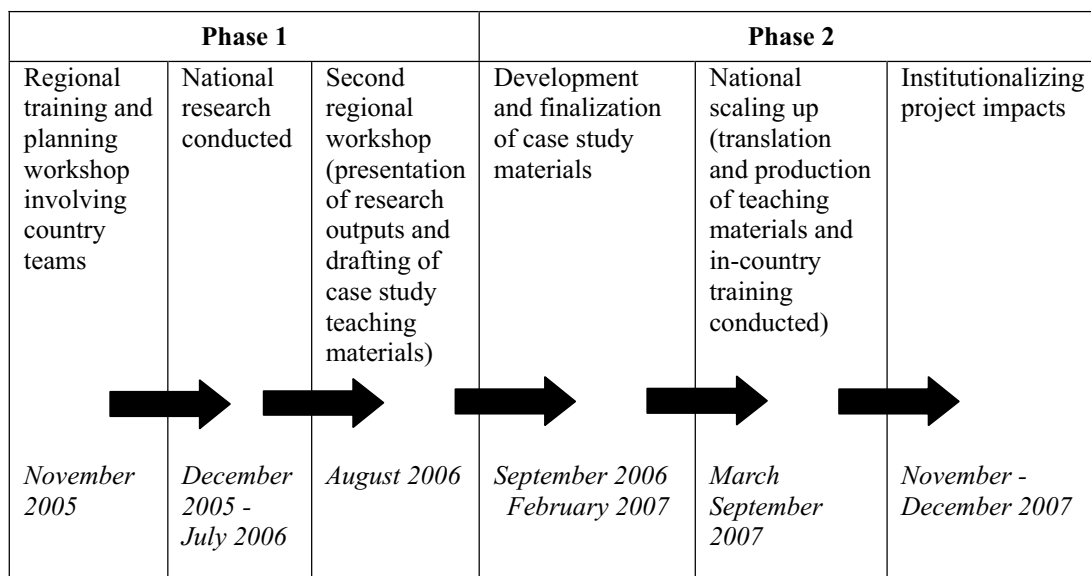 Phase 1
Phase 2
Regional
training and
planning
workshop
involving
country
teams
National
research
conducted
Second
regional
workshop
(presentation
of research
outputs and
drafting of
case study
teaching
materials)
Development
and finalization
of case study
materials
National
scaling up
(translation
and production
of teaching
materials and
in-country
training
conducted)
Institutionalizing
project impacts
November
2005
December
2005 -
July 2006
August 2006
September 2006
February 2007
March
September
2007
November -
December 2007